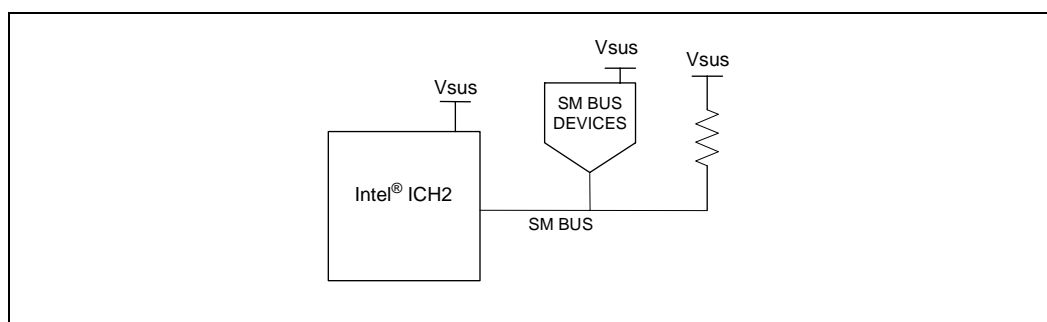 Vsus
Vsus
Vsus
SM BUS
DEVICES
Intel® ICH2
SM BUS